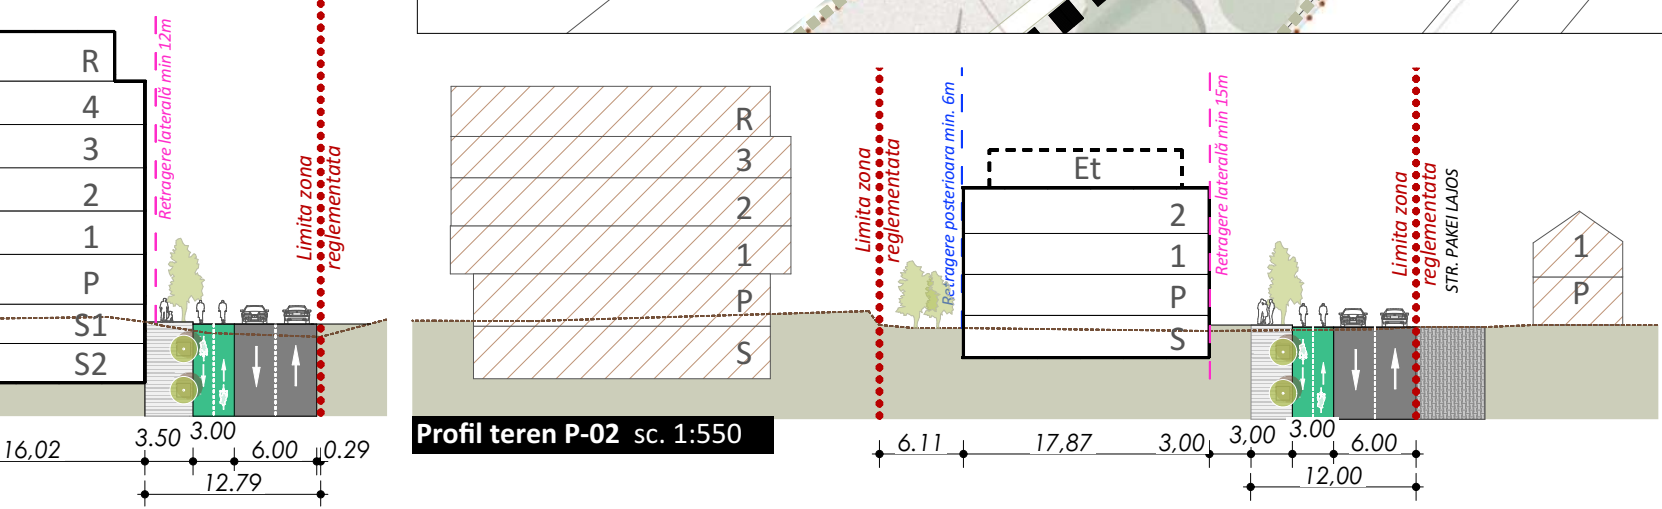 R
4
3
2
1
P
S1
S2
Retragere laterală min 12m
Limita zona
reglementata
16,02
3.50
3.00
6.00
0.29
12.79
R
3
2
1
P
S
Profil teren P-02 sc. 1:550
Limita zona
reglementata
Retragere posterioara min. 6m
Et
2
1
P
S
Retragere laterală min 15m
Limita zona
reglementata
STR. PAKEI LAJOS
1
P
6.11
17,87
3,00
3,00
3.00
6.00
12,00